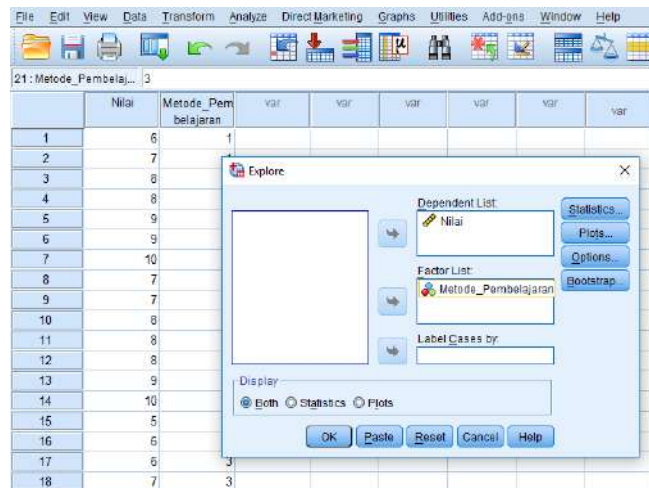 File Edit View Data Transform Analyze Direct Marketing Graphs Utilities Add-ons Window Help
21 : Metode_Pembelaj... 3
Nilai Metode_Pem belajaran var var var var var var
1 6 1
2 7
3 8
4 8
5 9
6 9
7 10
8 7
9 7
10 8
11 8
12 8
13 9
14 10
15 5
16 6
17 6 3
18 7 3
Explore
Dependent List:
Nilai
Factor List:
Metode_Pembelajaran
Label Cases by:
Statistics...
Plots...
Options...
Bootstrap...
Display
Both Statistics Plots
OK Paste Reset Cancel Help